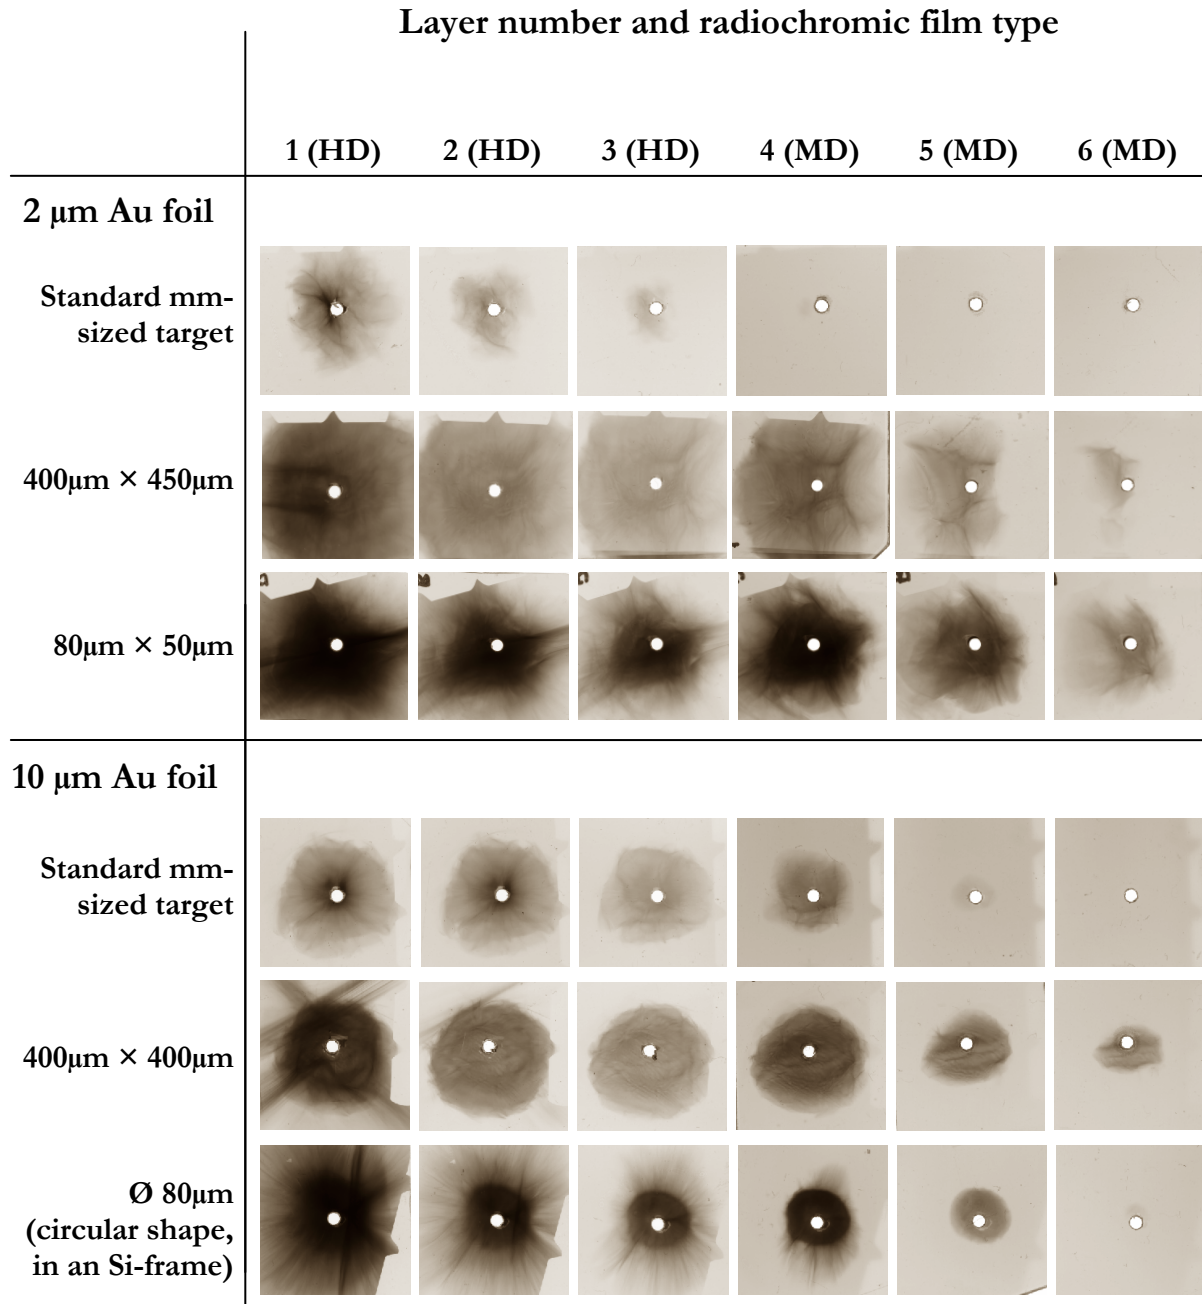 Layer number and radiochromic film type
1 (HD) 2 (HD) 3 (HD) 4 (MD) 5 (MD) 6 (MD)
2 µm Au foil
Standard mm-
sized target
400µm × 450µm
80µm × 50µm
10 µm Au foil
Standard mm-
sized target
400µm × 400µm
Ø 80µm
(circular shape,
in an Si-frame)